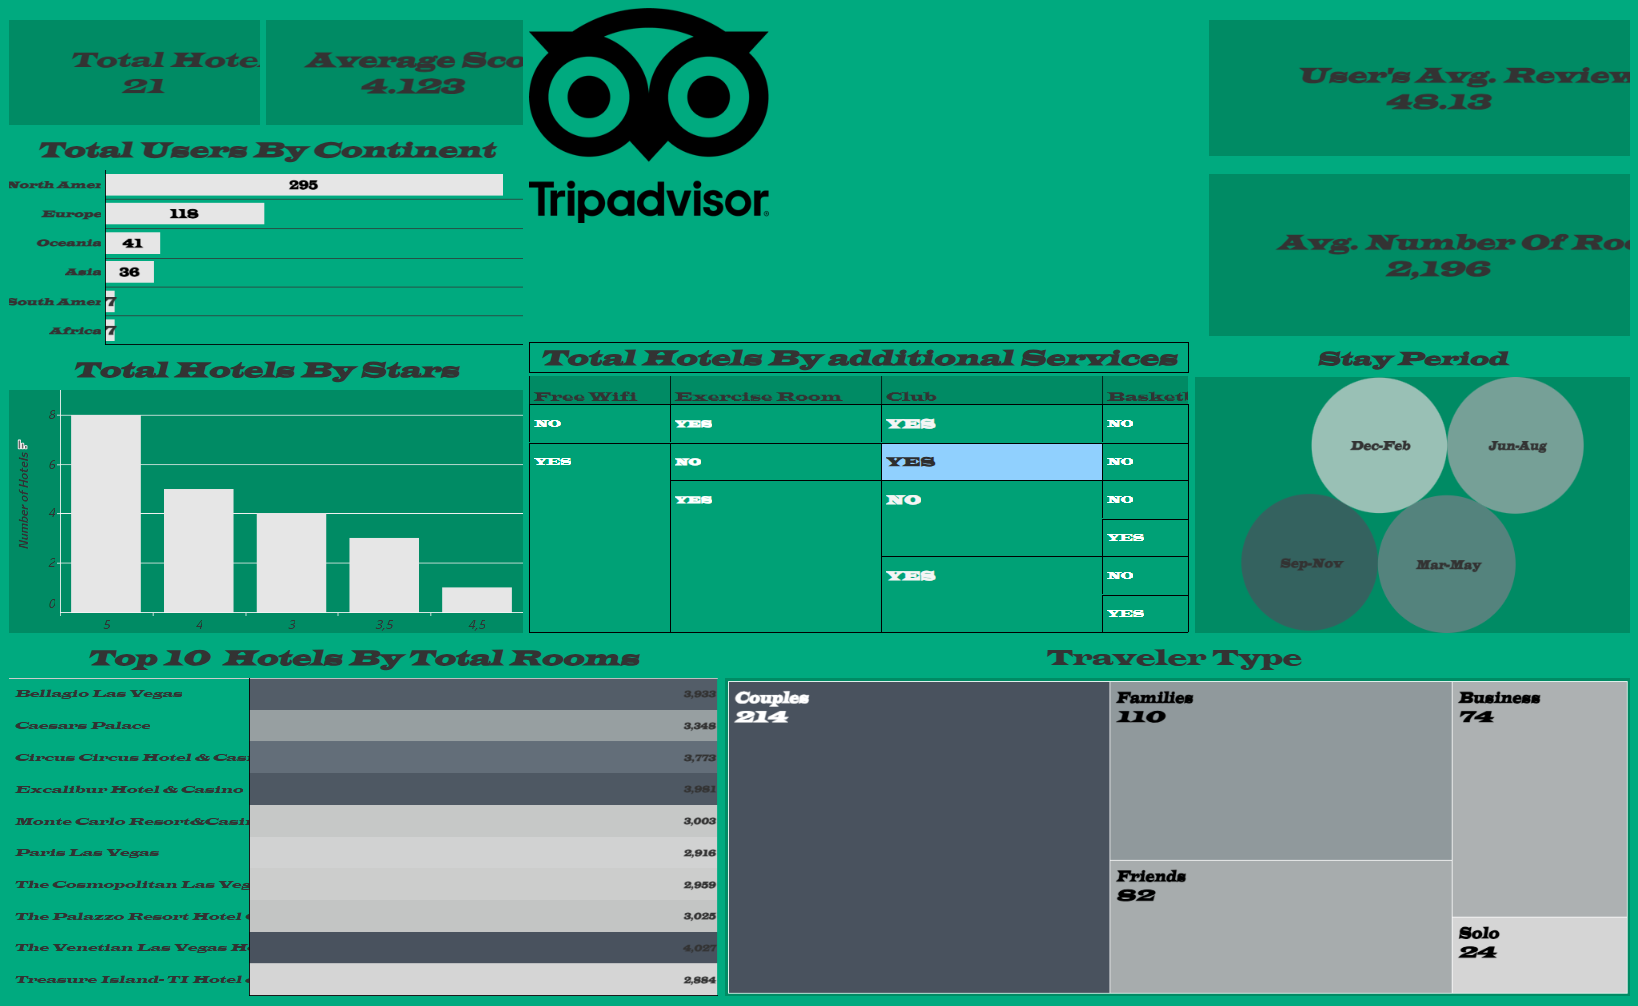 Total Hote
21
Average Sco
4.123
Tripadvisor®
User's Avg. Review
48.13
Avg. Number Of Roo
2,196
Total Users By Continent
North Amer 295
Europe 118
Oceania 41
Asia 36
South Amer 7
Africa 7
Total Hotels By Stars
Number of Hotels
8
6
4
2
0
5 4 3 3,5 4,5
Total Hotels By additional Services
Free Wifi Exercise Room Club Basketl
NO YES YES NO
YES NO YES NO
YES NO NO
YES
YES NO
YES
Stay Period
Dec-Feb
Jun-Aug
Sep-Nov
Mar-May
Top 10 Hotels By Total Rooms
Bellagio Las Vegas 3,933
Caesars Palace 3,348
Circus Circus Hotel & Casi 3,773
Excalibur Hotel & Casino 3,981
Monte Carlo Resort&Casin 3,003
Paris Las Vegas 2,916
The Cosmopolitan Las Veg 2,959
The Palazzo Resort Hotel 3,025
The Venetian Las Vegas Ho 4,027
Treasure Island- TI Hotel 2,884
Traveler Type
Couples
214
Families
110
Business
74
Friends
82
Solo
24